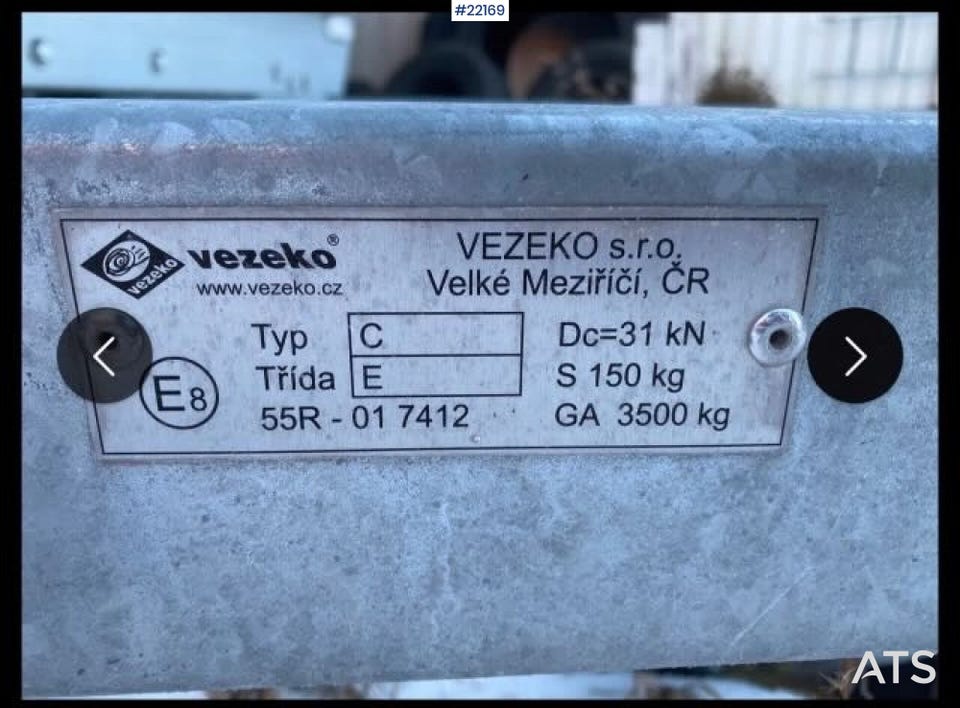 #22169
vezeko®
vezeko
www.vezeko.cz
VEZEKO s.r.o.
Velké Meziříčí, ČR
Typ C
Třída E
55R - 01 7412
E8
Dc=31 kN
S 150 kg
GA 3500 kg
ATS